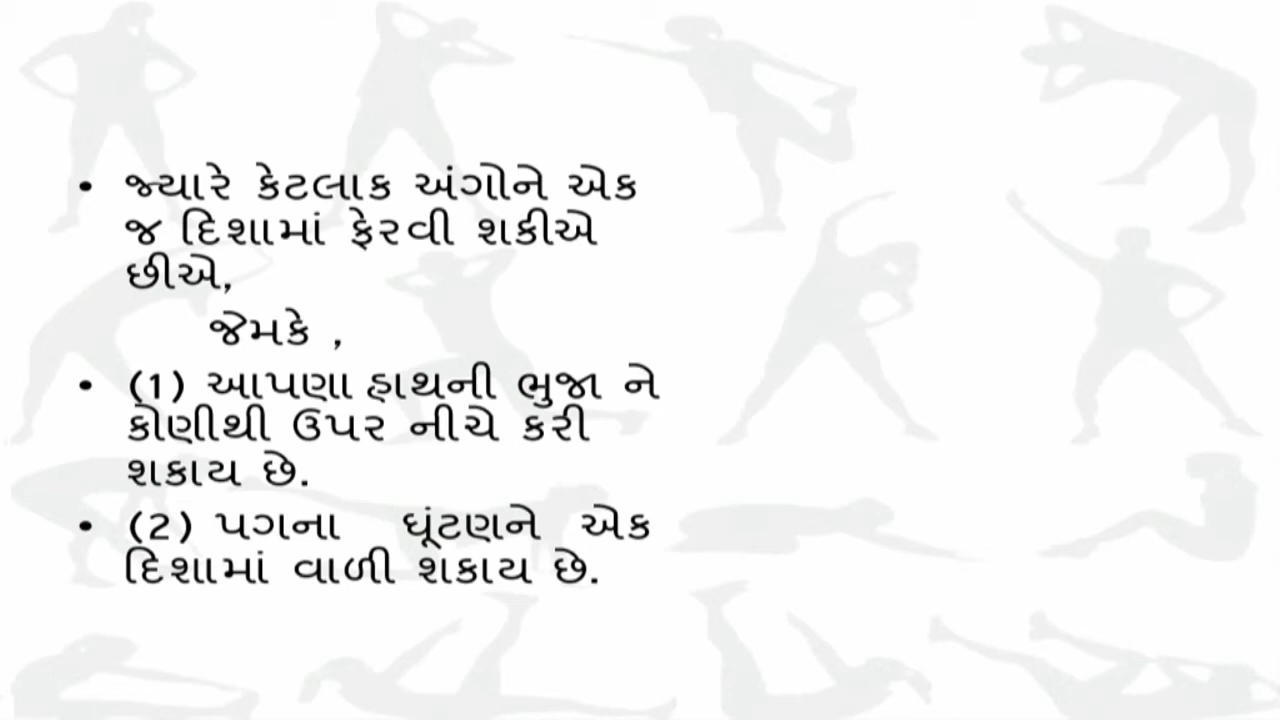 • જ્યારે કેટલાક અંગોને એક
જ દિશામાં ફેરવી શકીએ
છીએ,
જેમકે ,
• (1) આપણા હાથની ભુજા ને
કોણીથી ઉપર નીચે કરી
શકાય છે.
• (2) પગના ઘૂંટણને એક
દિશામાં વાળી શકાય છે.